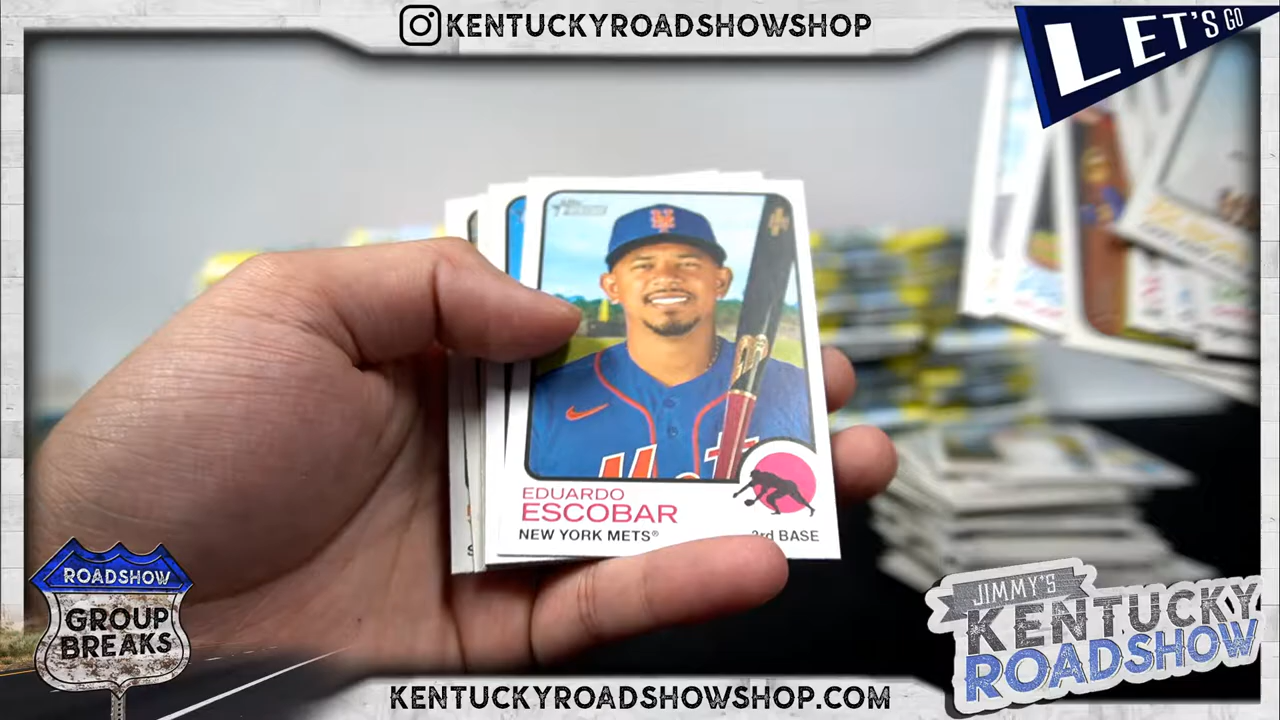 KENTUCKYROADSHOWSHOP
LET'S GO
EDUARDO
ESCOBAR
NEW YORK METS®
3rd BASE
ROADSHOW
GROUP
BREAKS
JIMMY'S
KENTUCKY
ROADSHOW
KENTUCKYROADSHOWSHOP.COM